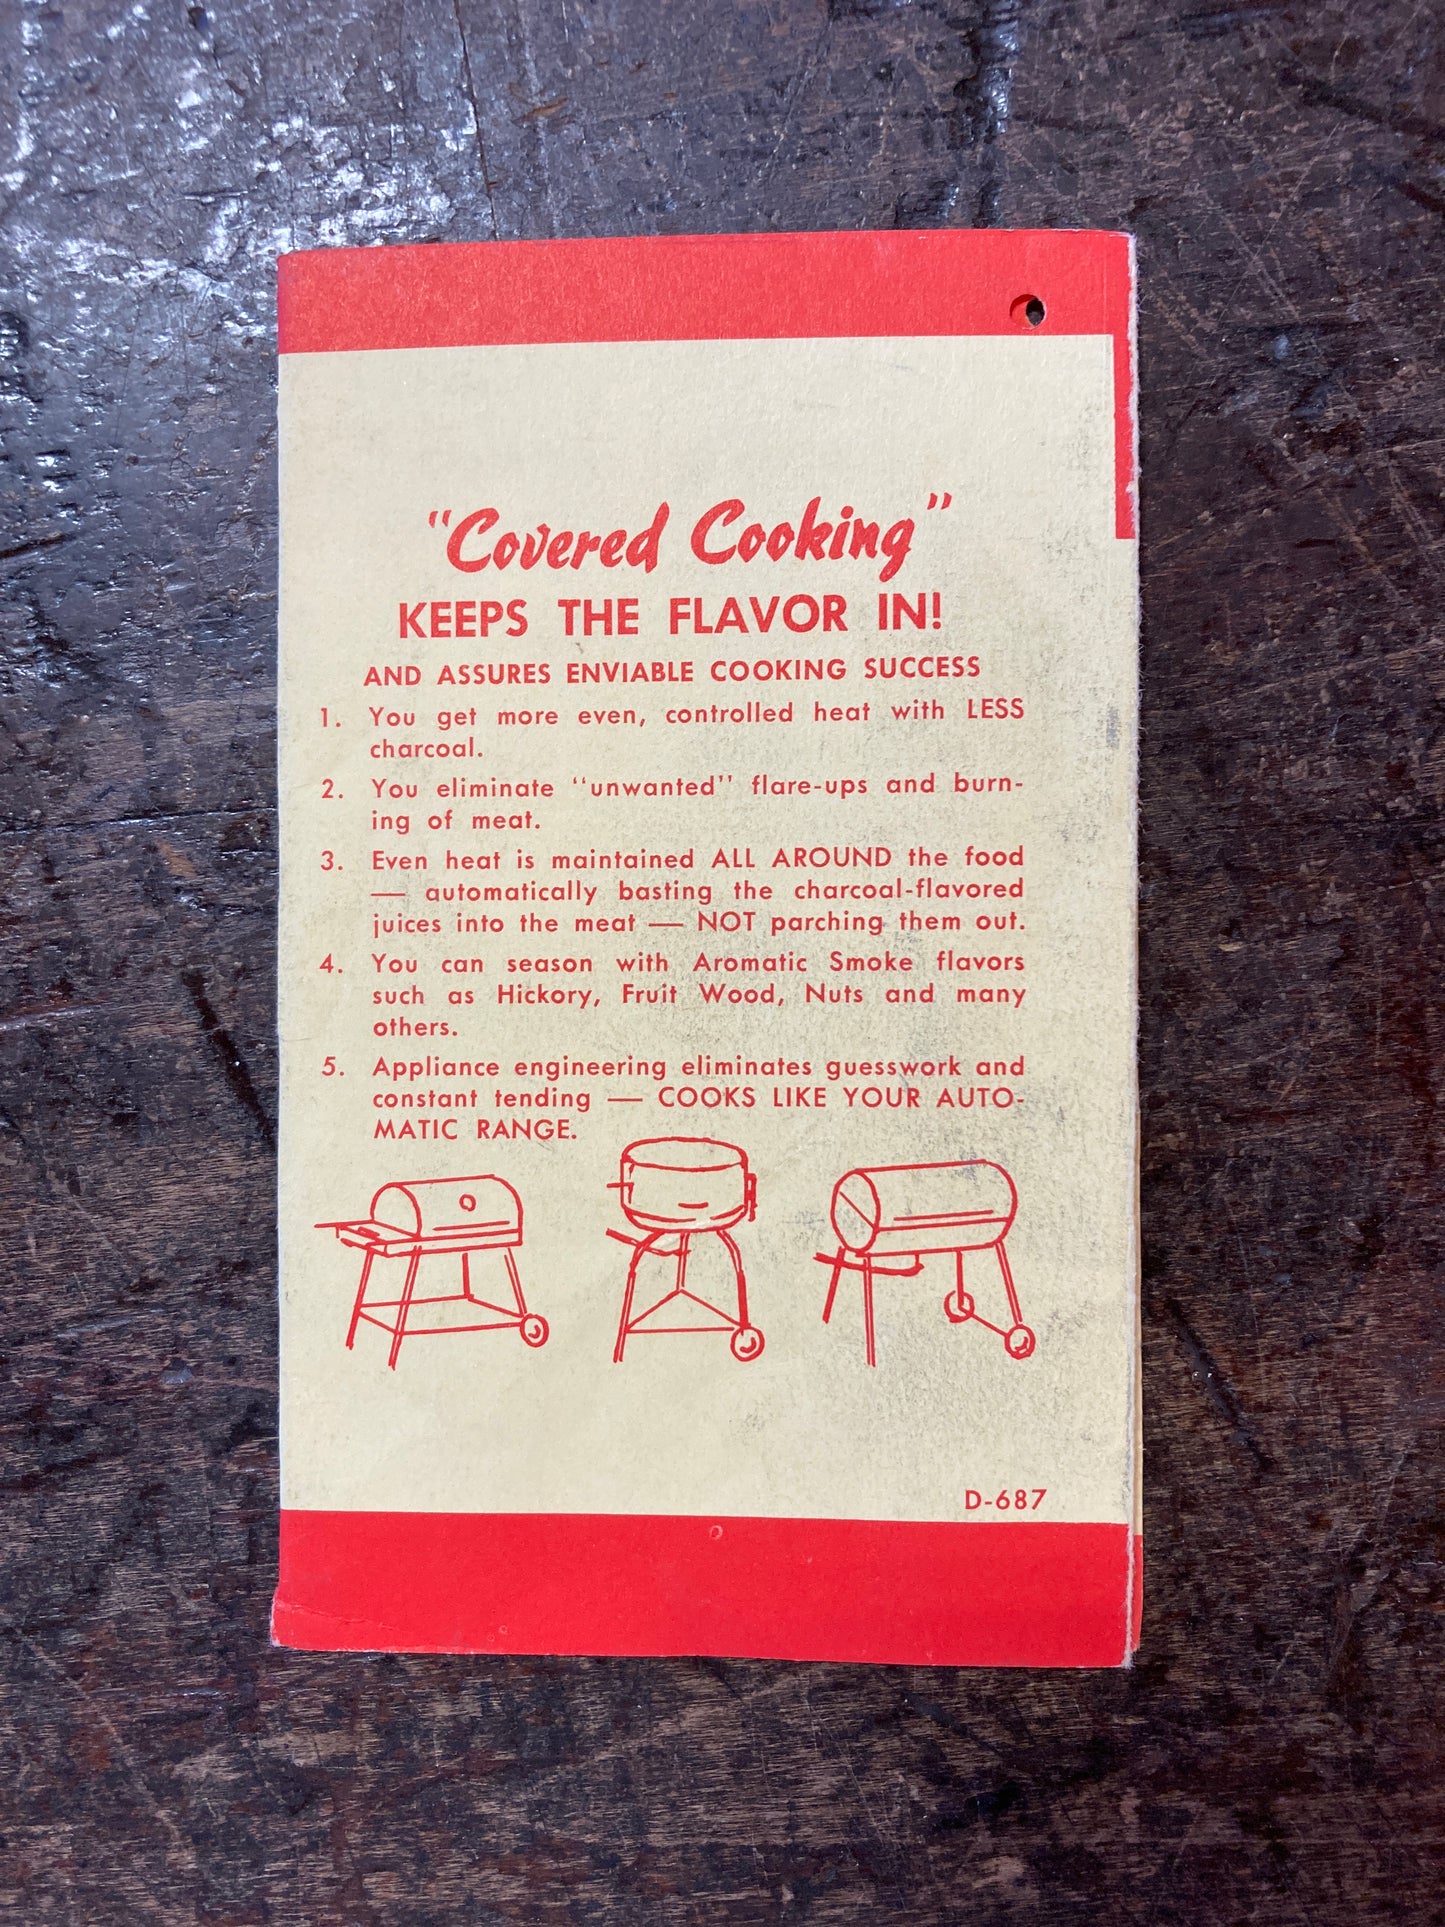 "Covered Cooking"
KEEPS THE FLAVOR IN!
AND ASSURES ENVIABLE COOKING SUCCESS
1. You get more even, controlled heat with LESS
charcoal.
2. You eliminate "unwanted" flare-ups and burn-
ing of meat.
3. Even heat is maintained ALL AROUND the food
— automatically basting the charcoal-flavored
juices into the meat — NOT parching them out.
4. You can season with Aromatic Smoke flavors
such as Hickory, Fruit Wood, Nuts and many
others.
5. Appliance engineering eliminates guesswork and
constant tending — COOKS LIKE YOUR AUTO-
MATIC RANGE.
D-687